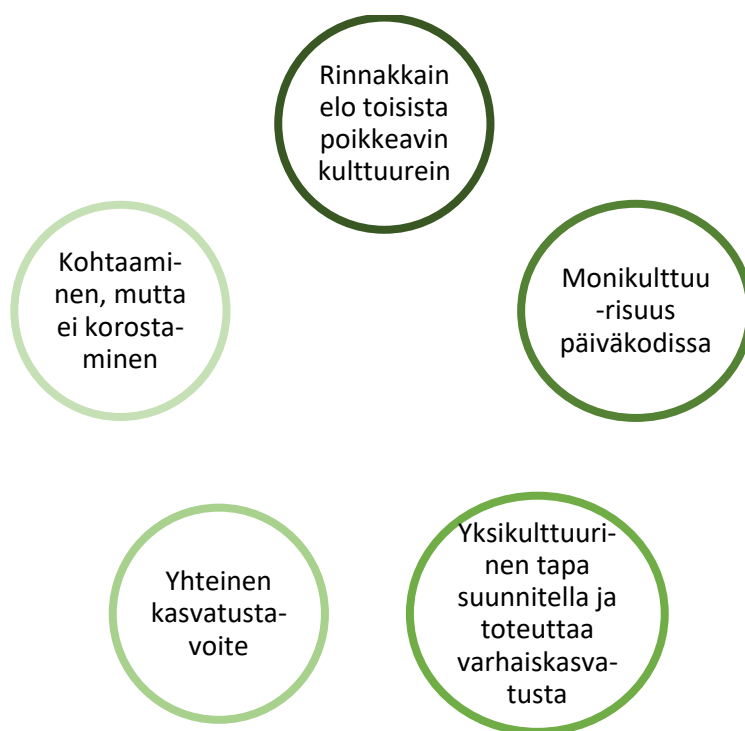 Rinnakkain
elo toisista
poikkeavin
kulttuurein
Monikulttuu
-risuus
päiväkodissa
Yksikulttuuri-
nen tapa
suunnitella ja
toteuttaa
varhaiskasva-
tusta
Yhteinen
kasvatusta-
voite
Kohtaami-
nen, mutta
ei korosta-
minen